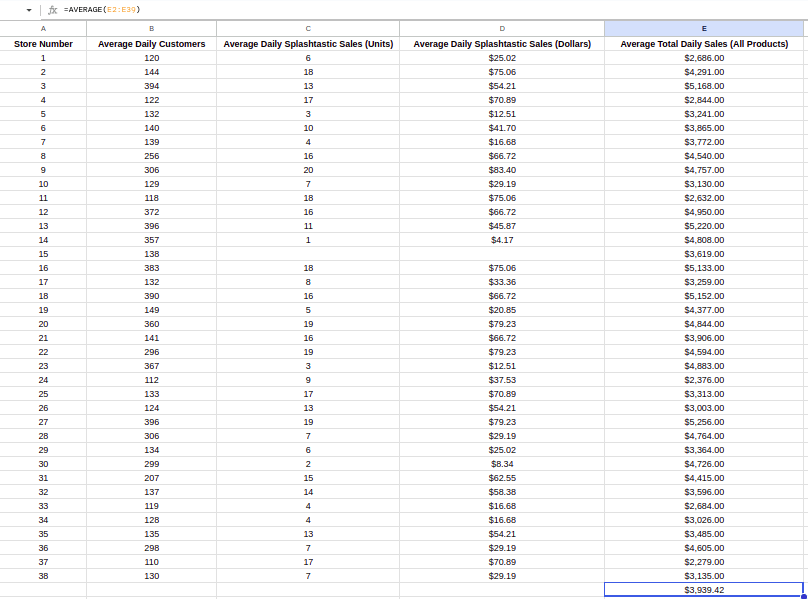 =AVERAGE(E2:E39)
A B C D E
Store Number Average Daily Customers Average Daily Splashtastic Sales (Units) Average Daily Splashtastic Sales (Dollars) Average Total Daily Sales (All Products)
1 120 6 $25.02 $2,686.00
2 144 18 $75.06 $4,291.00
3 394 13 $54.21 $5,168.00
4 122 17 $70.89 $2,844.00
5 132 3 $12.51 $3,241.00
6 140 10 $41.70 $3,865.00
7 139 4 $16.68 $3,772.00
8 256 16 $66.72 $4,540.00
9 306 20 $83.40 $4,757.00
10 129 7 $29.19 $3,130.00
11 118 18 $75.06 $2,632.00
12 372 16 $66.72 $4,950.00
13 396 11 $45.87 $5,220.00
14 357 1 $4.17 $4,808.00
15 138 $3,619.00
16 383 18 $75.06 $5,133.00
17 132 8 $33.36 $3,259.00
18 390 16 $66.72 $5,152.00
19 149 5 $20.85 $4,377.00
20 360 19 $79.23 $4,844.00
21 141 16 $66.72 $3,906.00
22 296 19 $79.23 $4,594.00
23 367 3 $12.51 $4,883.00
24 112 9 $37.53 $2,376.00
25 133 17 $70.89 $3,313.00
26 124 13 $54.21 $3,003.00
27 396 19 $79.23 $5,256.00
28 306 7 $29.19 $4,764.00
29 134 6 $25.02 $3,364.00
30 299 2 $8.34 $4,726.00
31 207 15 $62.55 $4,415.00
32 137 14 $58.38 $3,596.00
33 119 4 $16.68 $2,684.00
34 128 4 $16.68 $3,026.00
35 135 13 $54.21 $3,485.00
36 298 7 $29.19 $4,605.00
37 110 17 $70.89 $2,279.00
38 130 7 $29.19 $3,135.00
$3,939.42